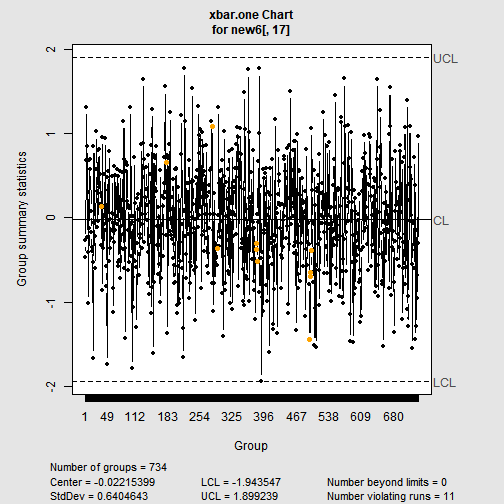 xbar.one Chart
for new6[, 17]
Group summary statistics
2
1
0
-1
-2
UCL
CL
LCL
1 49 112 183 254 325 396 467 538 609 680
Group
Number of groups = 734
Center = -0.02215399 LCL = -1.943547 Number beyond limits = 0
StdDev = 0.6404643 UCL = 1.899239 Number violating runs = 11